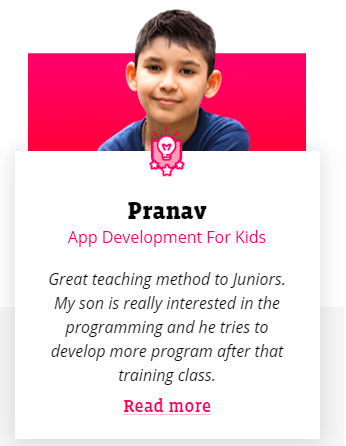 Pranav
App Development For Kids
Great teaching method to Juniors.
My son is really interested in the
programming and he tries to
develop more program after that
training class.
Read more